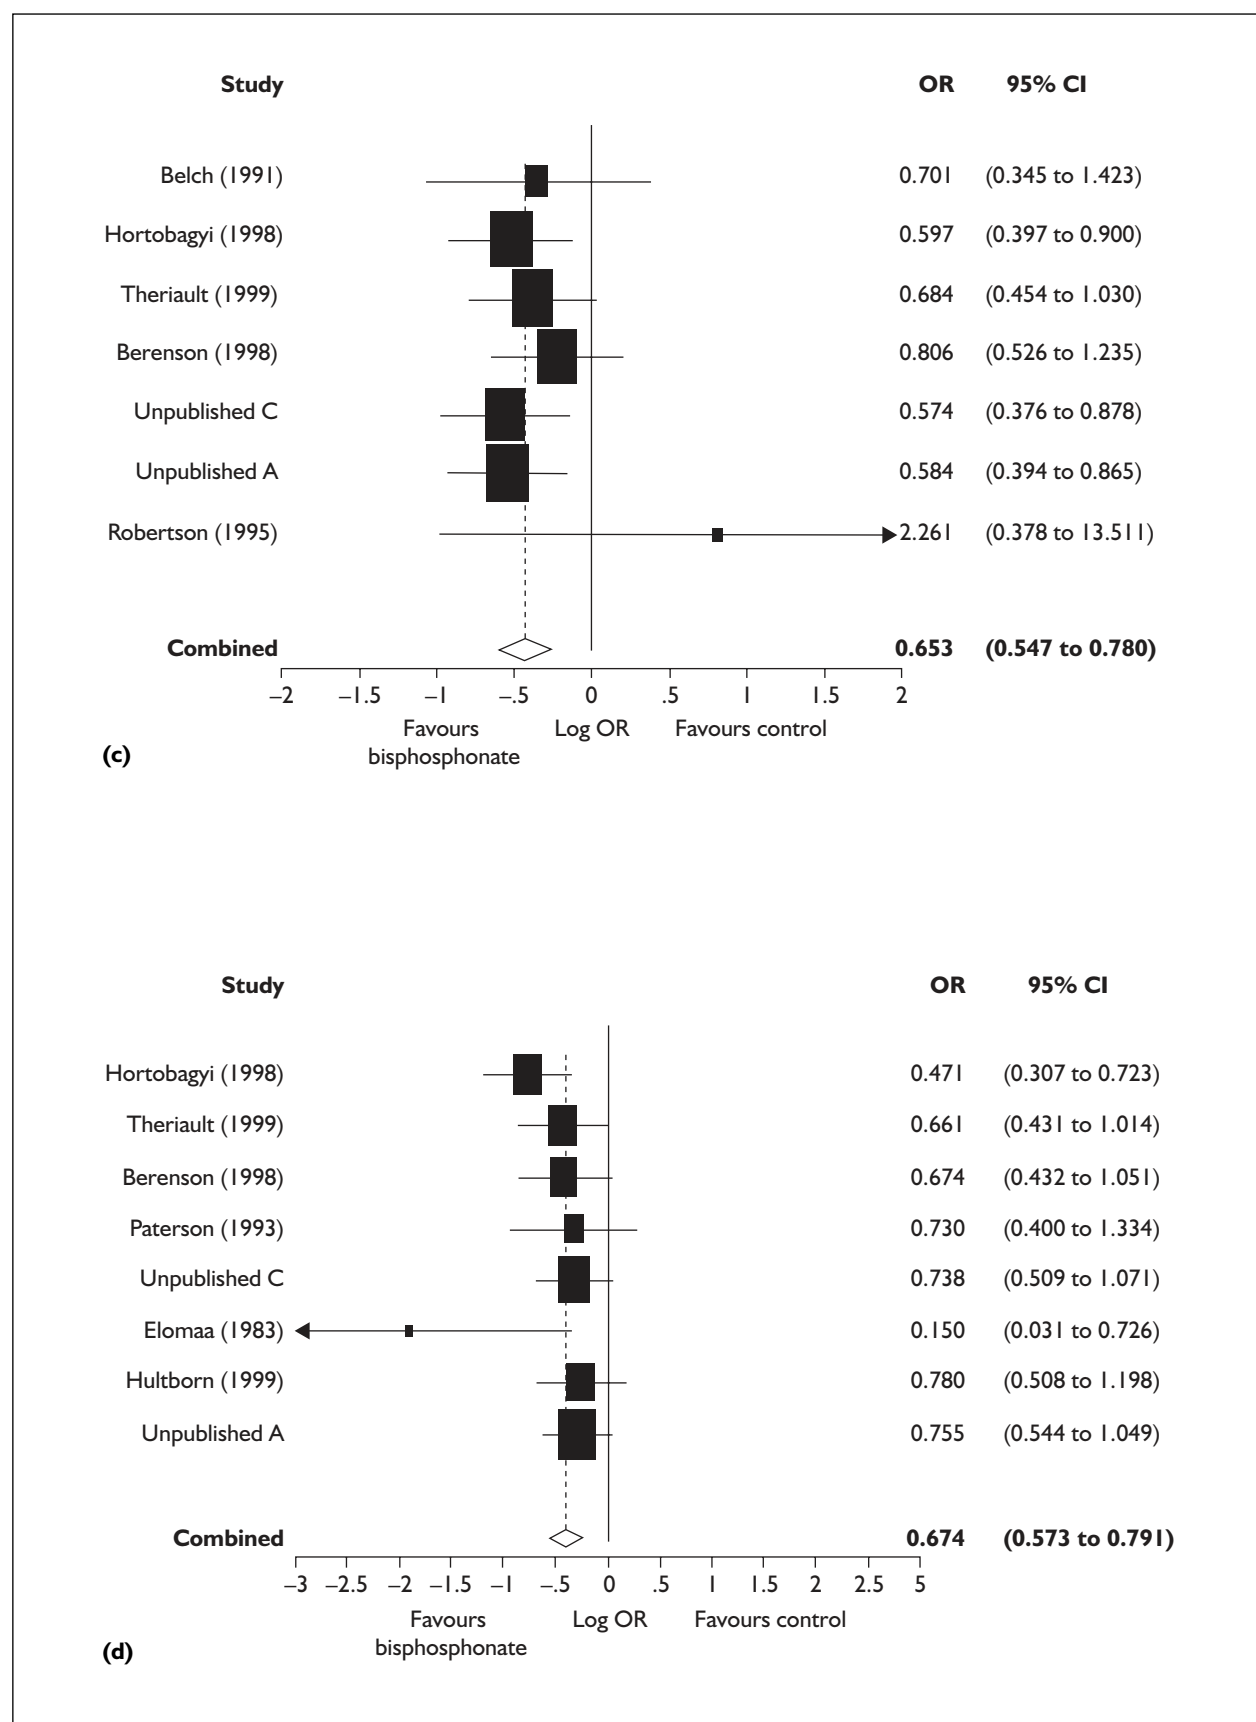 Study OR 95% CI
Belch (1991) 0.701 (0.345 to 1.423)
Hortobagyi (1998) 0.597 (0.397 to 0.900)
Theriault (1999) 0.684 (0.454 to 1.030)
Berenson (1998) 0.806 (0.526 to 1.235)
Unpublished C 0.574 (0.376 to 0.878)
Unpublished A 0.584 (0.394 to 0.865)
Robertson (1995) 2.261 (0.378 to 13.511)
Combined 0.653 (0.547 to 0.780)
–2 –1.5 –1 –.5 0 .5 1 1.5 2
Favours Log OR Favours control
bisphosphonate
(c)
Study OR 95% CI
Hortobagyi (1998) 0.471 (0.307 to 0.723)
Theriault (1999) 0.661 (0.431 to 1.014)
Berenson (1998) 0.674 (0.432 to 1.051)
Paterson (1993) 0.730 (0.400 to 1.334)
Unpublished C 0.738 (0.509 to 1.071)
Elomaa (1983) 0.150 (0.031 to 0.726)
Hultborn (1999) 0.780 (0.508 to 1.198)
Unpublished A 0.755 (0.544 to 1.049)
Combined 0.674 (0.573 to 0.791)
–3 –2.5 –2 –1.5 –1 –.5 0 .5 1 1.5 2 2.5 5
Favours Log OR Favours control
bisphosphonate
(d)